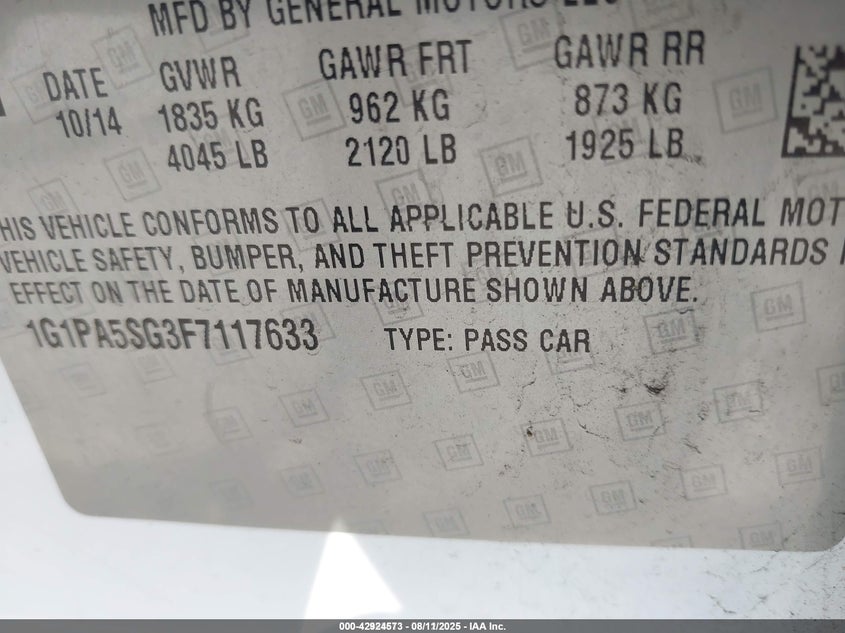 MFD BY GENERAL MOTORS LLC
DATE GVWR GAWR FRT GAWR RR
10/14 1835 KG 962 KG 873 KG
4045 LB 2120 LB 1925 LB
HIS VEHICLE CONFORMS TO ALL APPLICABLE U.S. FEDERAL MOT
VEHICLE SAFETY, BUMPER, AND THEFT PREVENTION STANDARDS I
EFFECT ON THE DATE OF MANUFACTURE SHOWN ABOVE.
1G1PA5SG3F7117633 TYPE: PASS CAR
000-42924573 - 08/11/2025 - IAA Inc.